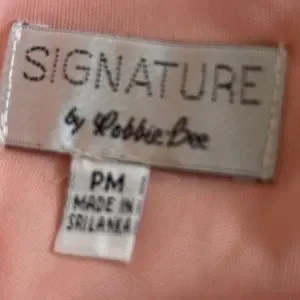 SIGNATURE
by Robbie Bee
PM
MADE IN
SRI LANKA